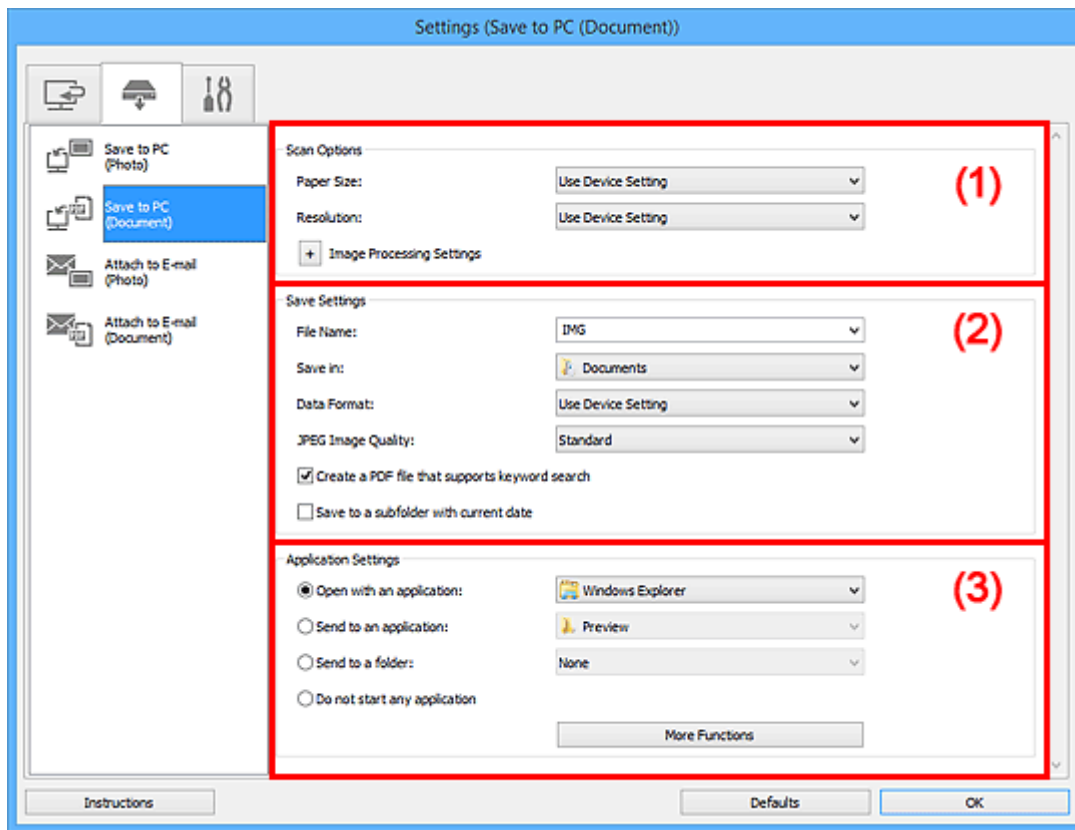 Settings (Save to PC (Document))
Save to PC
(Photo)
Save to PC
(Document)
Attach to E-mail
(Photo)
Attach to E-mail
(Document)
Scan Options
(1)
Paper Size: Use Device Setting
Resolution: Use Device Setting
+ Image Processing Settings
Save Settings
(2)
File Name: IMG
Save in: Documents
Data Format: Use Device Setting
JPEG Image Quality: Standard
Create a PDF file that supports keyword search
Save to a subfolder with current date
Application Settings
(3)
Open with an application: Windows Explorer
Send to an application: Preview
Send to a folder: None
Do not start any application
More Functions
Instructions Defaults OK